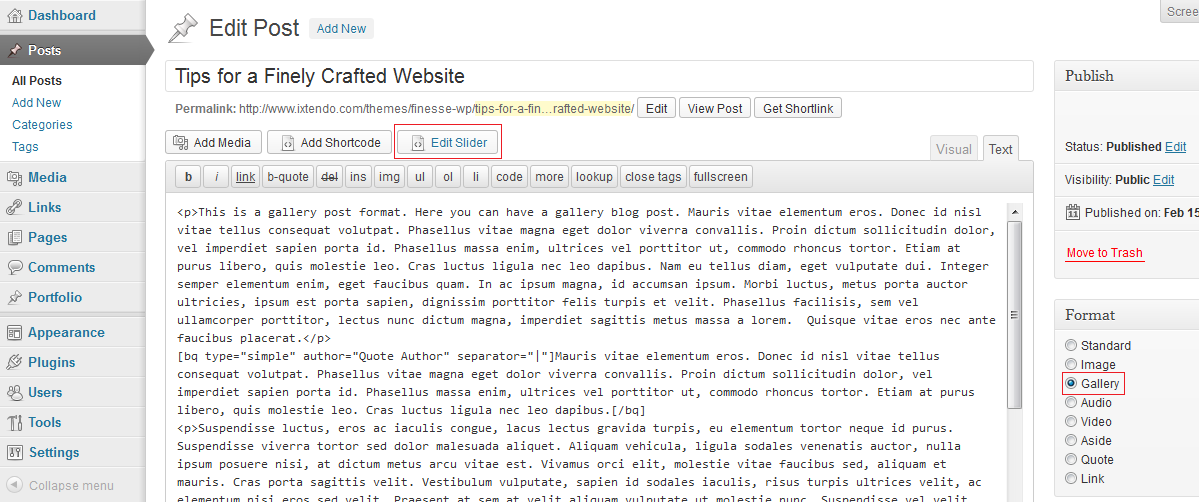 Dashboard
Posts
All Posts
Add New
Categories
Tags
Media
Links
Pages
Comments
Portfolio
Appearance
Plugins
Users
Tools
Settings
Collapse menu
Scree
Edit Post Add New
Tips for a Finely Crafted Website
Permalink: http://www.ixtendo.com/themes/finesse-wp/tips-for-a-fin…rafted-website/ Edit View Post Get Shortlink
Add Media Add Shortcode Edit Slider
Visual Text
b i link b-quote del ins img ul ol li code more lookup close tags fullscreen
<p>This is a gallery post format. Here you can have a gallery blog post. Mauris vitae elementum eros. Donec id nisl
vitae tellus consequat volutpat. Phasellus vitae magna eget dolor viverra convallis. Proin dictum sollicitudin dolor,
vel imperdiet sapien porta id. Phasellus massa enim, ultrices vel porttitor ut, commodo rhoncus tortor. Etiam at
purus libero, quis molestie leo. Cras luctus ligula nec leo dapibus. Nam eu tellus diam, eget vulputate dui. Integer
semper elementum enim, eget faucibus quam. In ac ipsum magna, id accumsan ipsum. Morbi luctus, metus porta auctor
ultricies, ipsum est porta sapien, dignissim porttitor felis turpis et velit. Phasellus facilisis, sem vel
ullamcorper porttitor, lectus nunc dictum magna, imperdiet sagittis metus massa a lorem.  Quisque vitae eros nec ante
faucibus placerat.</p>
[bq type="simple" author="Quote Author" separator="|"]Mauris vitae elementum eros. Donec id nisl vitae tellus
consequat volutpat. Phasellus vitae magna eget dolor viverra convallis. Proin dictum sollicitudin dolor, vel
imperdiet sapien porta id. Phasellus massa enim, ultrices vel porttitor ut, commodo rhoncus tortor. Etiam at purus
libero, quis molestie leo. Cras luctus ligula nec leo dapibus.[/bq]
<p>Suspendisse luctus, eros ac iaculis congue, lacus lectus gravida turpis, eu elementum tortor neque id purus.
Suspendisse viverra tortor sed dolor malesuada aliquet. Aliquam vehicula, ligula sodales venenatis auctor, nulla
ipsum posuere nisi, at dictum metus arcu vitae est. Vivamus orci elit, molestie vitae faucibus sed, aliquam et
mauris. Cras porta sagittis velit. Vestibulum vulputate, sapien id sodales iaculis, risus turpis ultrices velit, ac
elementum nisi eros sed velit. Praesent at sem at velit aliquam vulputate ut molestie nunc. Suspendisse vel velit
Publish
Status: Published Edit
Visibility: Public Edit
11 Published on: Feb 15
Move to Trash
Format
Standard
Image
Gallery
Audio
Video
Aside
Quote
Link